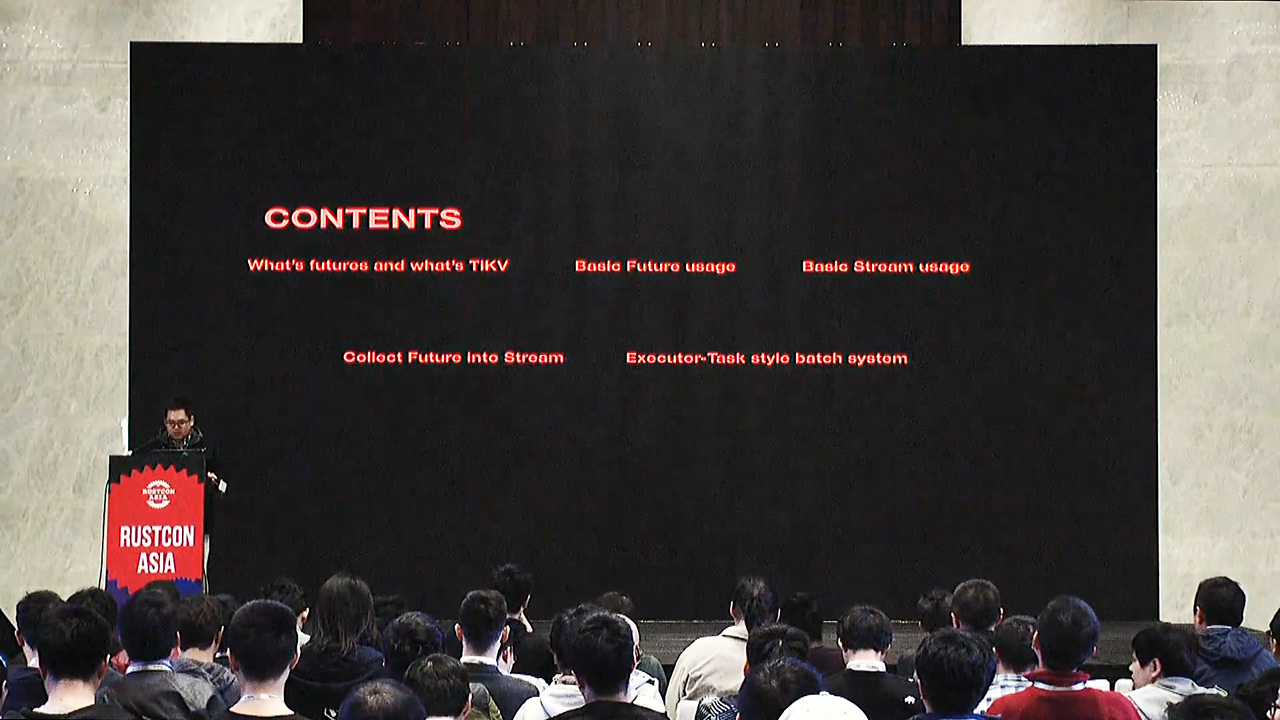 CONTENTS
What's futures and what's TiKV
Basic Future usage
Basic Stream usage
Collect Future into Stream
Executor-Task style batch system
RUSTCON
ASIA
RUSTCON
ASIA